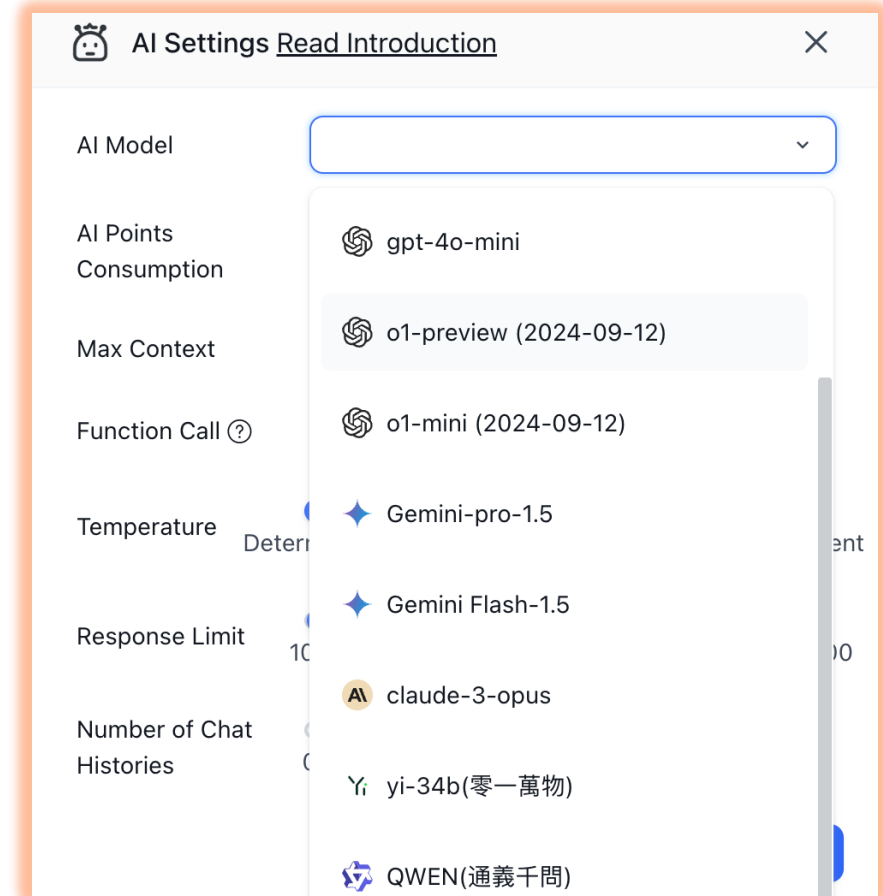 AI Settings Read Introduction
AI Model
AI Points
Consumption
gpt-4o-mini
o1-preview (2024-09-12)
Max Context
o1-mini (2024-09-12)
Function Call
Gemini-pro-1.5
Temperature
Gemini Flash-1.5
Response Limit
claude-3-opus
Number of Chat
Histories
yi-34b(零一萬物)
QWEN(通義千問)